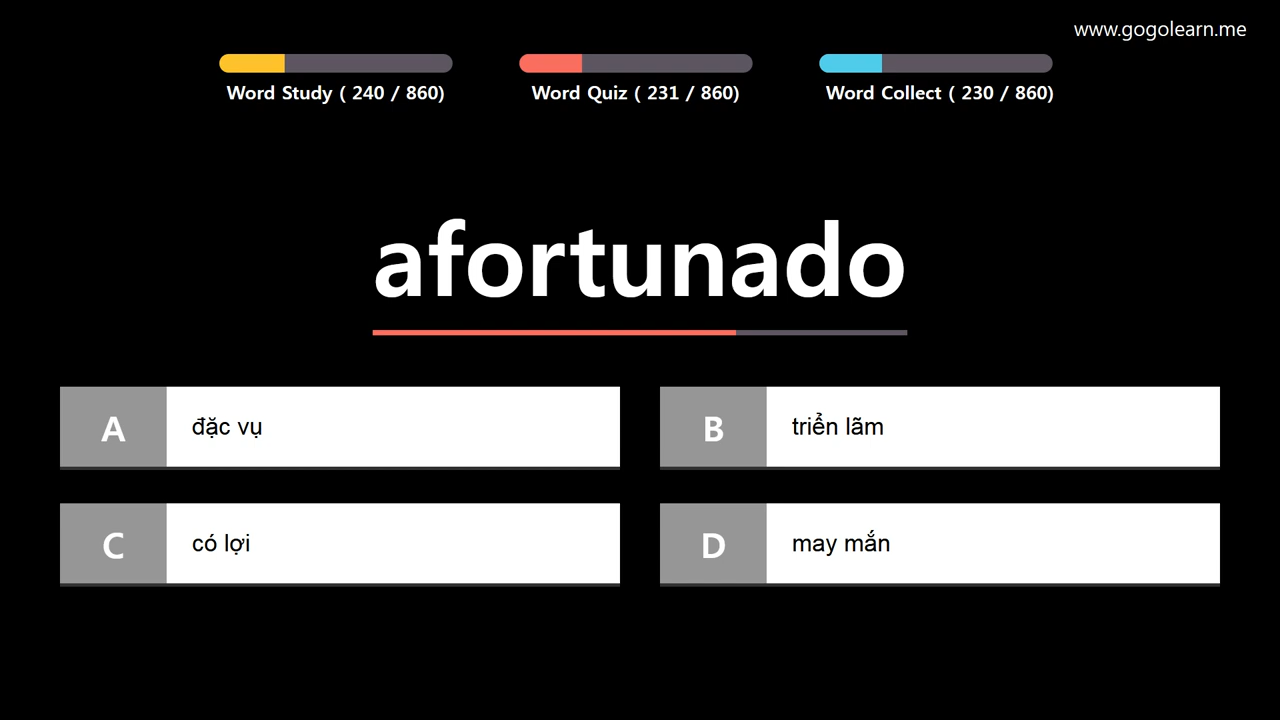 www.gogolearn.me
Word Study ( 240 / 860)
Word Quiz ( 231 / 860)
Word Collect ( 230 / 860)
afortunado
A
đặc vụ
B
triển lãm
C
có lợi
D
may mắn